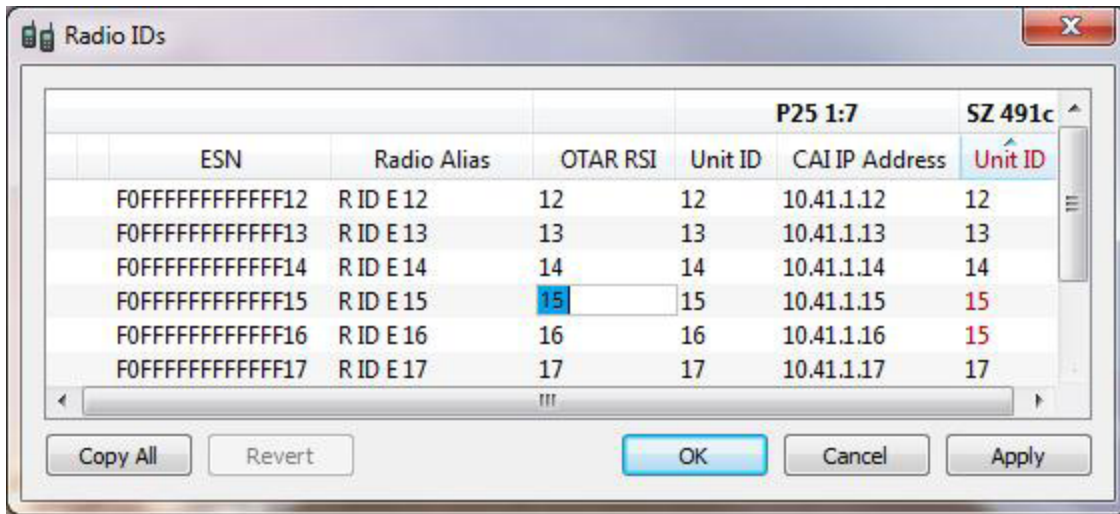 Radio IDs
P25 1:7 SZ 491c
ESN Radio Alias OTAR RSI Unit ID CAI IP Address Unit ID
F0FFFFFFFFFFFF12 R ID E 12 12 12 10.41.1.12 12
F0FFFFFFFFFFFF13 R ID E 13 13 13 10.41.1.13 13
F0FFFFFFFFFFFF14 R ID E 14 14 14 10.41.1.14 14
F0FFFFFFFFFFFF15 R ID E 15 15 15 10.41.1.15 15
F0FFFFFFFFFFFF16 R ID E 16 16 16 10.41.1.16 15
F0FFFFFFFFFFFF17 R ID E 17 17 17 10.41.1.17 17
Copy All Revert OK Cancel Apply